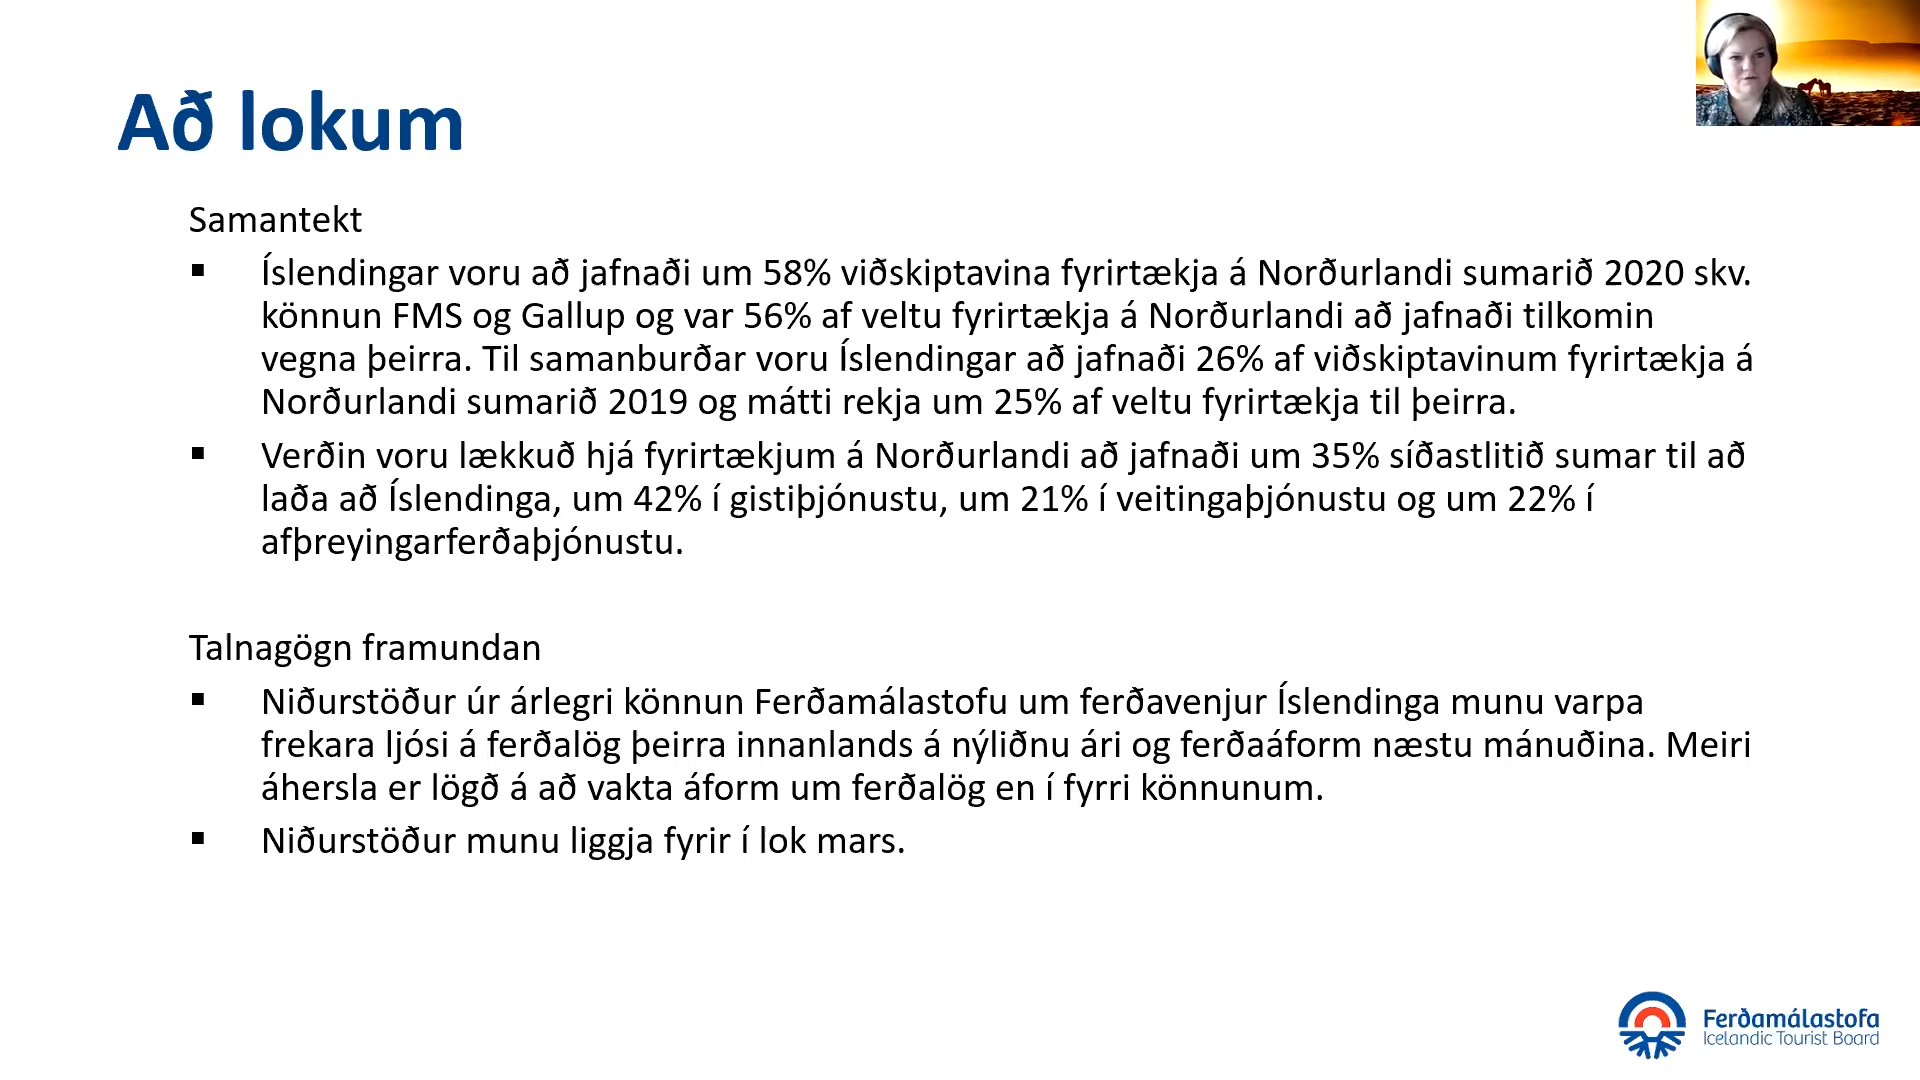 Að lokum
Samantekt
▪ Íslendingar voru að jafnaði um 58% viðskiptavina fyrirtækja á Norðurlandi sumarið 2020 skv.
könnun FMS og Gallup og var 56% af veltu fyrirtækja á Norðurlandi að jafnaði tilkomin
vegna þeirra. Til samanburðar voru Íslendingar að jafnaði 26% af viðskiptavinum fyrirtækja á
Norðurlandi sumarið 2019 og mátti rekja um 25% af veltu fyrirtækja til þeirra.
▪ Verðin voru lækkuð hjá fyrirtækjum á Norðurlandi að jafnaði um 35% síðastlitið sumar til að
laða að Íslendinga, um 42% í gistiþjónustu, um 21% í veitingaþjónustu og um 22% í
afþreyingarferðaþjónustu.
Talnagögn framundan
▪ Niðurstöður úr árlegri könnun Ferðamálastofu um ferðavenjur Íslendinga munu varpa
frekara ljósi á ferðalög þeirra innanlands á nýliðnu ári og ferðaáform næstu mánuðina. Meiri
áhersla er lögð á að vakta áform um ferðalög en í fyrri könnunum.
▪ Niðurstöður munu liggja fyrir í lok mars.
Ferðamálastofa
Icelandic Tourist Board